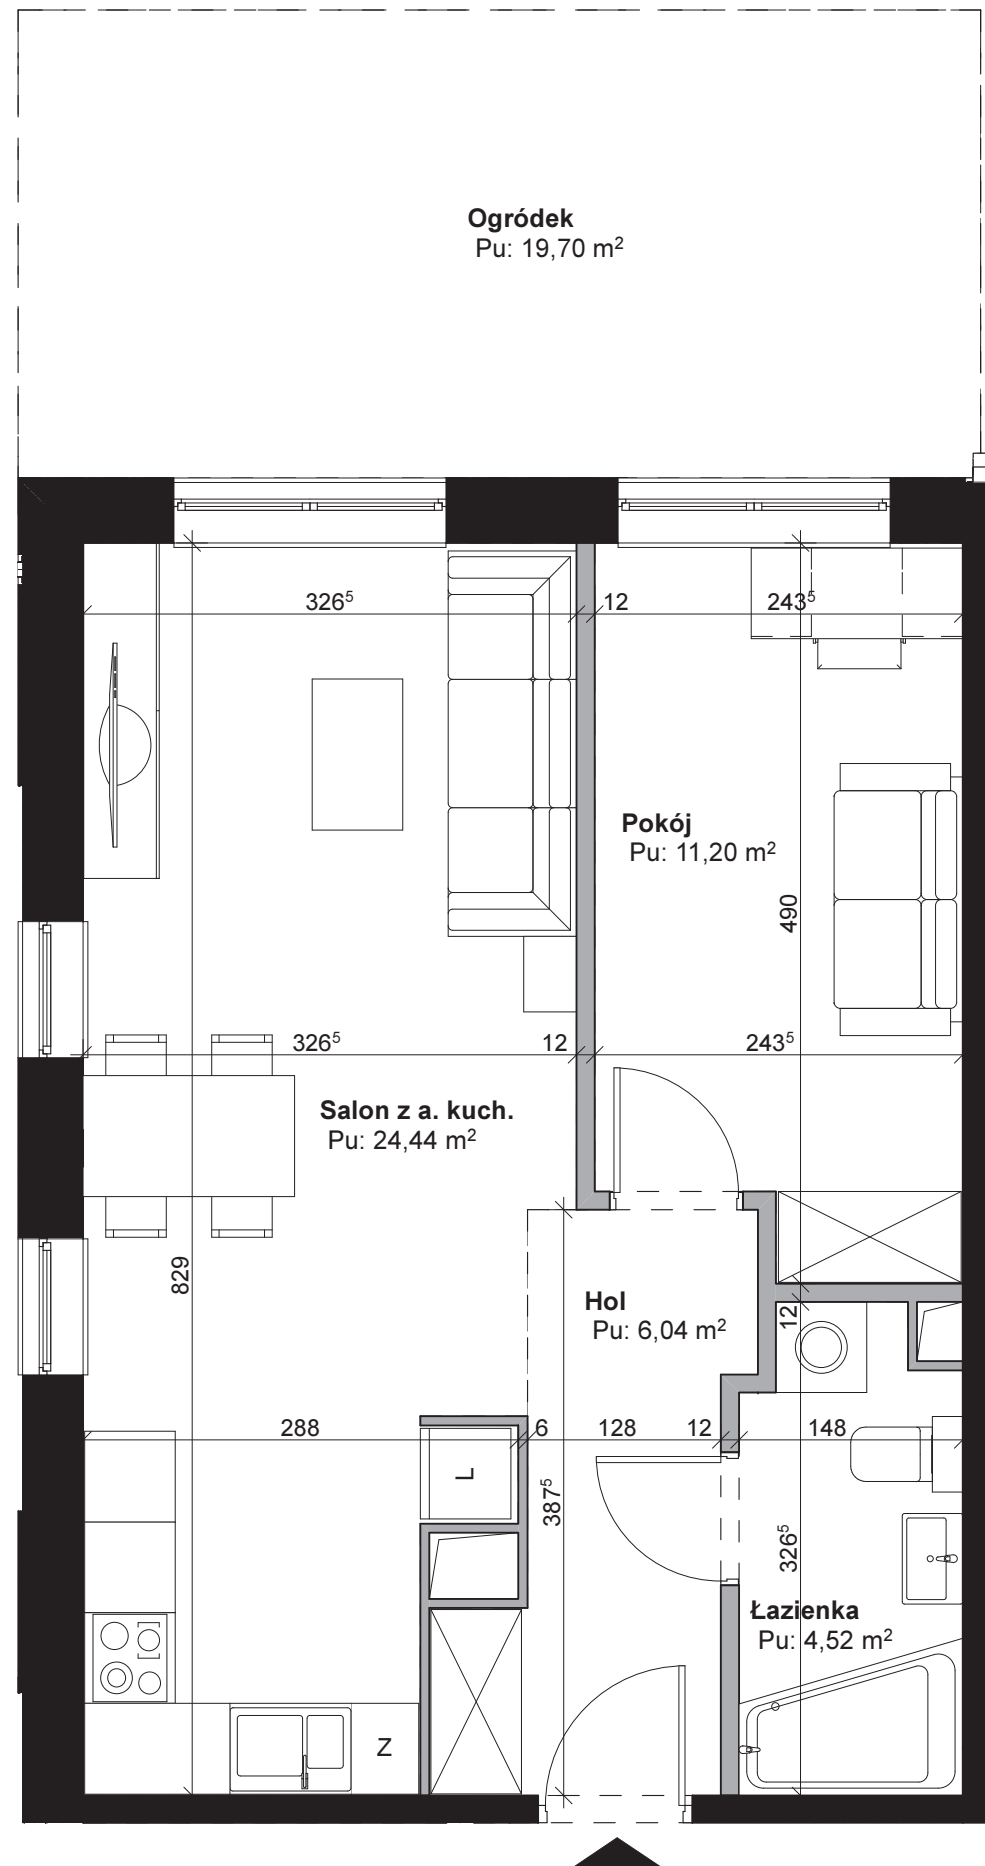 Ogródek
Pu: 19,70 m²
326⁵
12
243⁵
Pokój
Pu: 11,20 m²
490
326⁵
12
243⁵
Salon z a. kuch.
Pu: 24,44 m²
829
Hol
Pu: 6,04 m²
12
288
6
128
12
148
L
387⁵
326⁵
Łazienka
Pu: 4,52 m²
Z